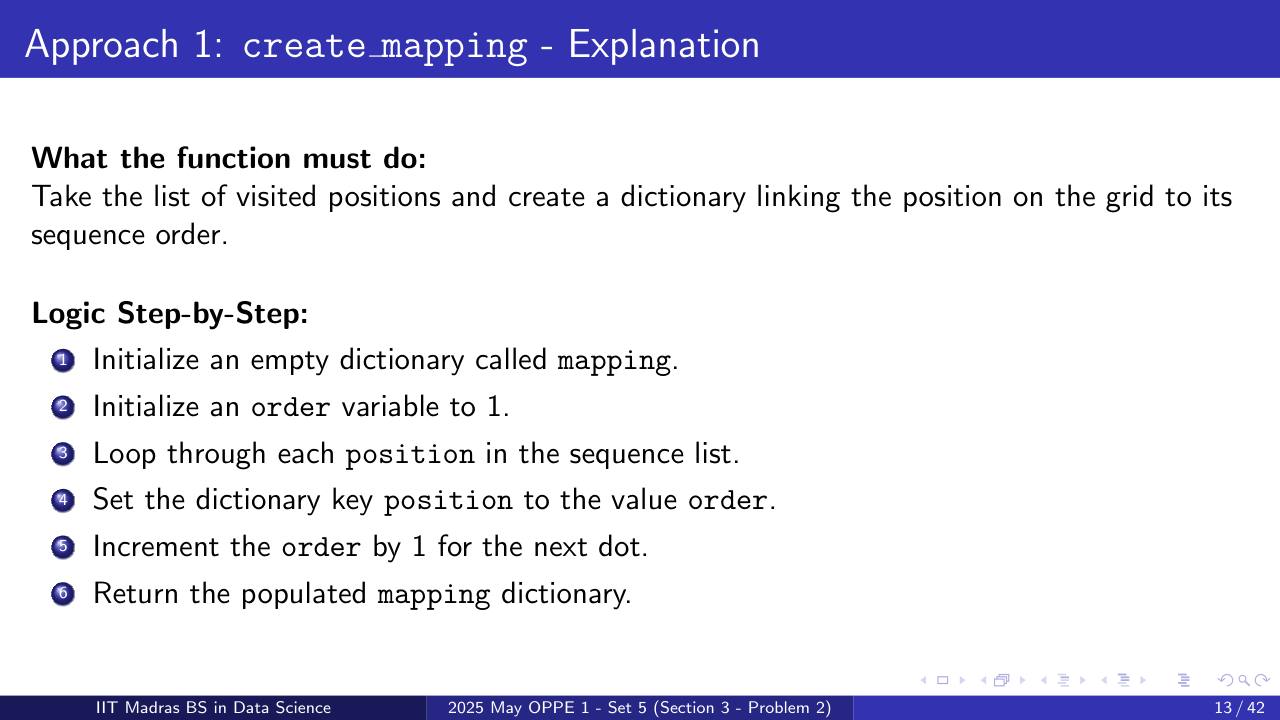 Approach 1: create_mapping - Explanation
What the function must do:
Take the list of visited positions and create a dictionary linking the position on the grid to its
sequence order.
Logic Step-by-Step:
1 Initialize an empty dictionary called mapping.
2 Initialize an order variable to 1.
3 Loop through each position in the sequence list.
4 Set the dictionary key position to the value order.
5 Increment the order by 1 for the next dot.
6 Return the populated mapping dictionary.
IIT Madras BS in Data Science 2025 May OPPE 1 - Set 5 (Section 3 - Problem 2) 13 / 42